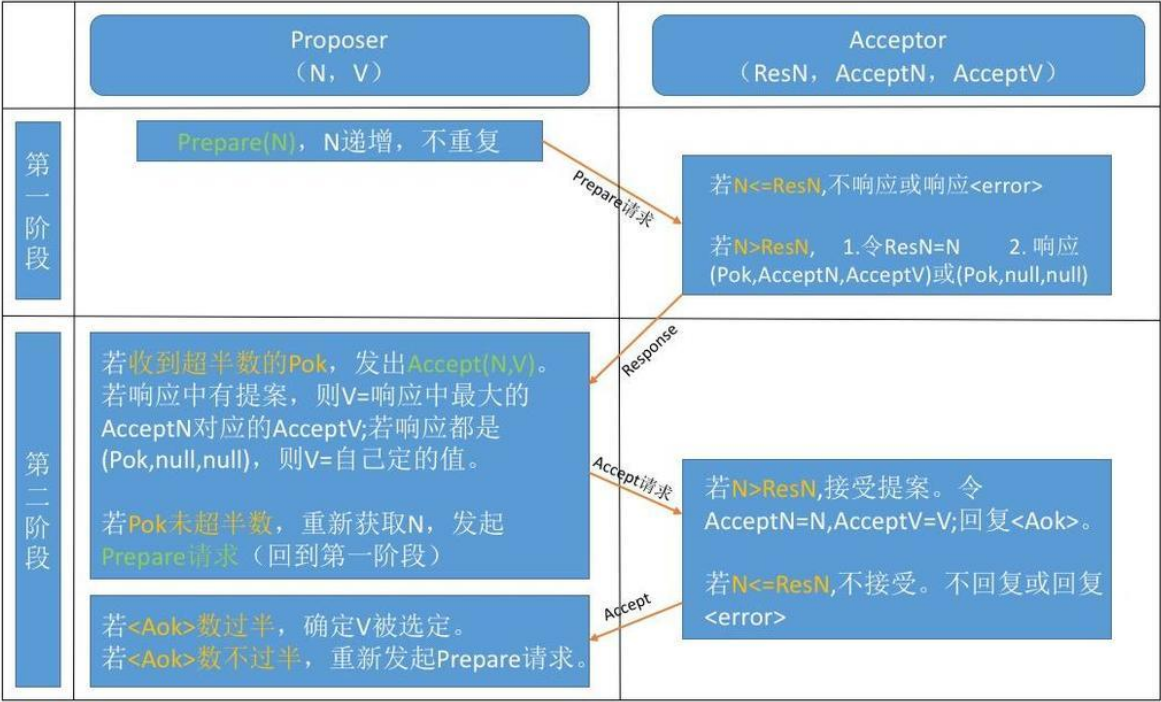 Proposer
（N，V）
Acceptor
（ResN，AcceptN，AcceptV）
第一阶段
Prepare(N)，N递增，不重复
Prepare请求
若N<=ResN,不响应或响应<error>
若N>ResN,　1.令ResN=N　2. 响应
(Pok,AcceptN,AcceptV)或(Pok,null,null)
Response
第二阶段
若收到超半数的Pok，发出Accept(N,V)。
若响应中有提案，则V=响应中最大的
AcceptN对应的AcceptV;若响应都是
(Pok,null,null)，则V=自己定的值。
若Pok未超半数，重新获取N，发起
Prepare请求（回到第一阶段）
Accept请求
若N>ResN,接受提案。令
AcceptN=N,AcceptV=V;回复<Aok>。
若N<=ResN,不接受。不回复或回复
<error>
Accept
若<Aok>数过半，确定V被选定。
若<Aok>数不过半，重新发起Prepare请求。